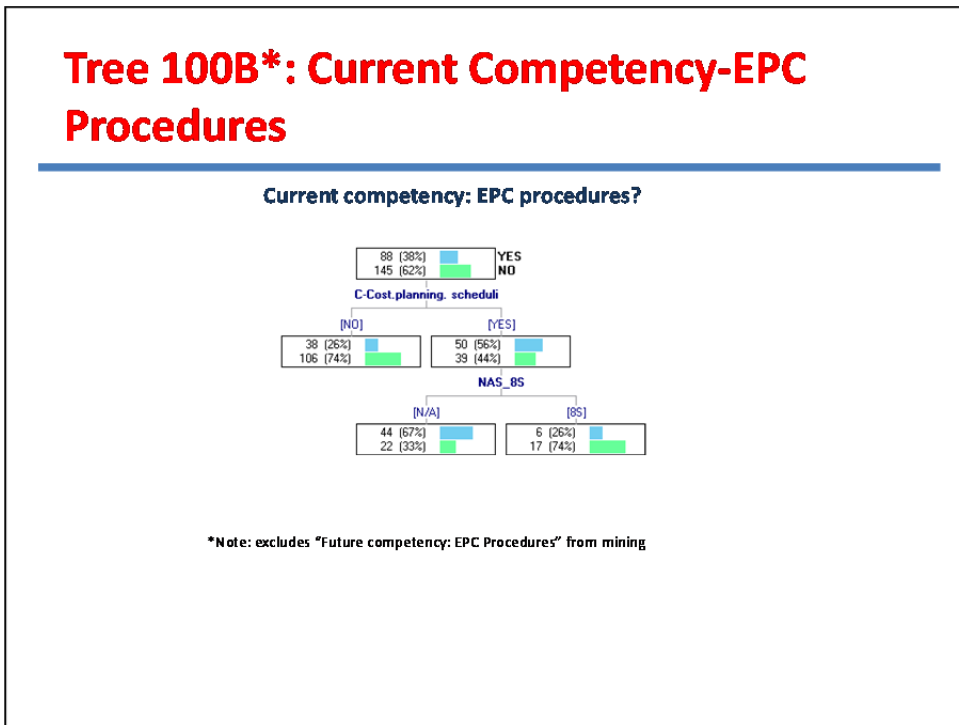 Tree 100B*: Current Competency-EPC
Procedures
Current competency: EPC procedures?
88 (38%) YES
145 (62%) NO
C-Cost.planning. scheduli
[NO] [YES]
38 (26%) 50 (56%)
106 (74%) 39 (44%)
NAS_8S
[N/A] [8S]
44 (67%) 6 (26%)
22 (33%) 17 (74%)
*Note: excludes “Future competency: EPC Procedures” from mining